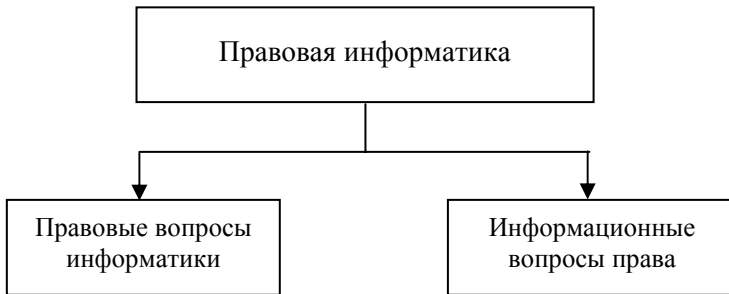 Правовая информатика
Правовые вопросы
информатики
Информационные
вопросы права